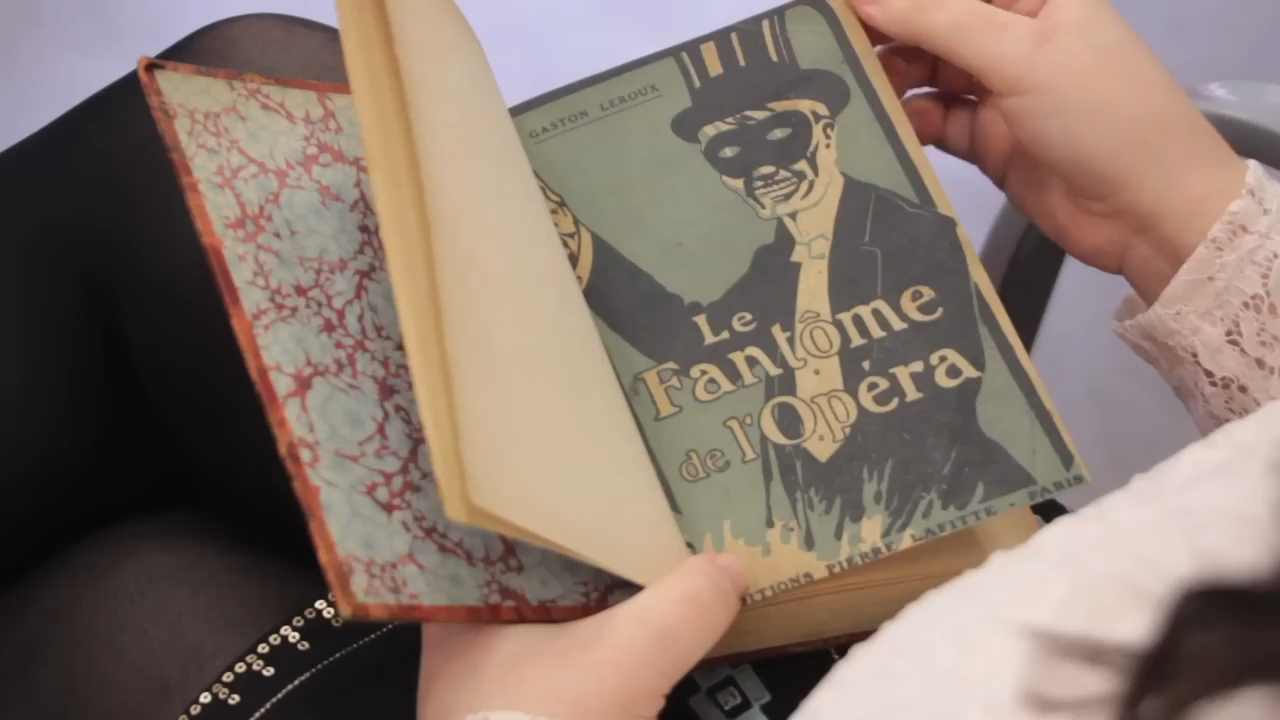 GASTON LEROUX
Le
Fantôme
de l'Opéra
ITIONS PIERRE LAFITTE - PARIS